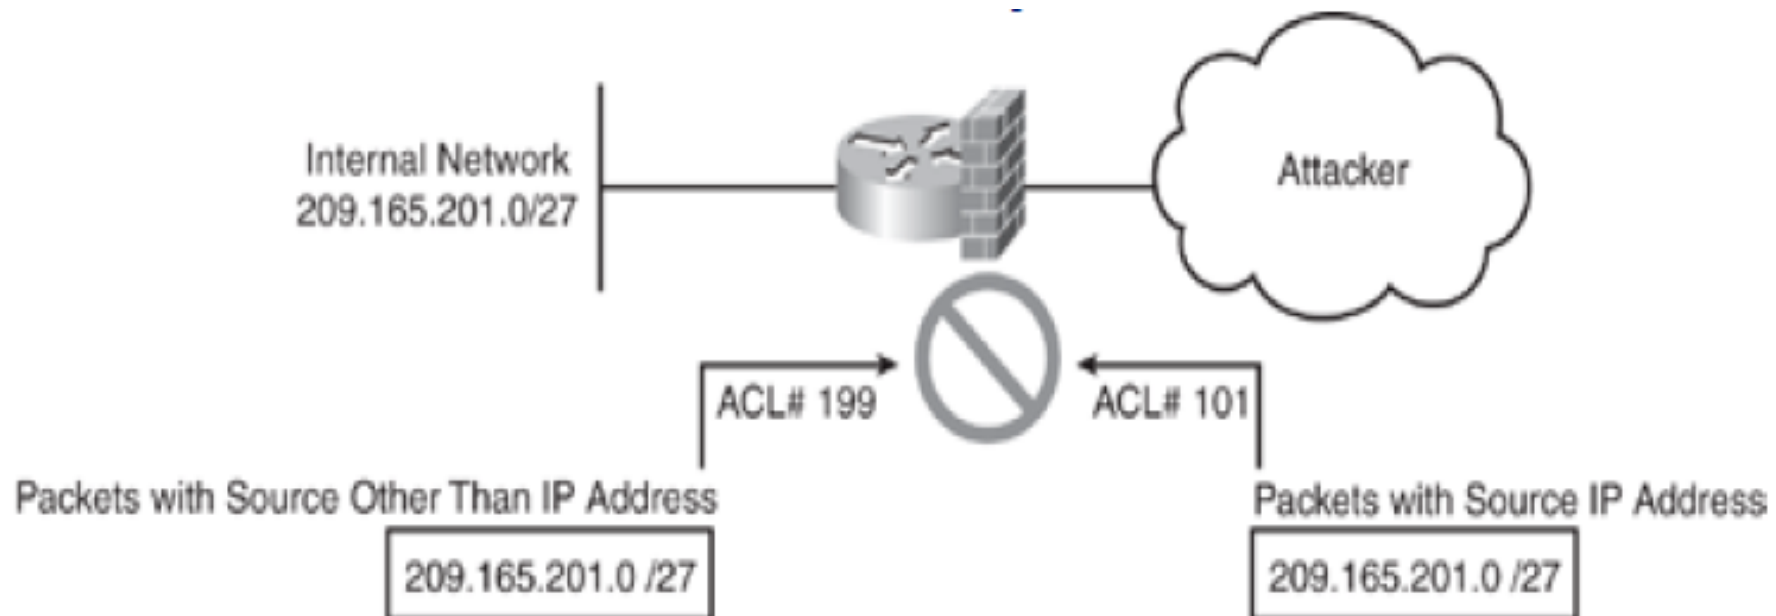 Internal Network
209.165.201.0/27
Attacker
ACL# 199
ACL# 101
Packets with Source Other Than IP Address
209.165.201.0 /27
Packets with Source IP Address
209.165.201.0 /27